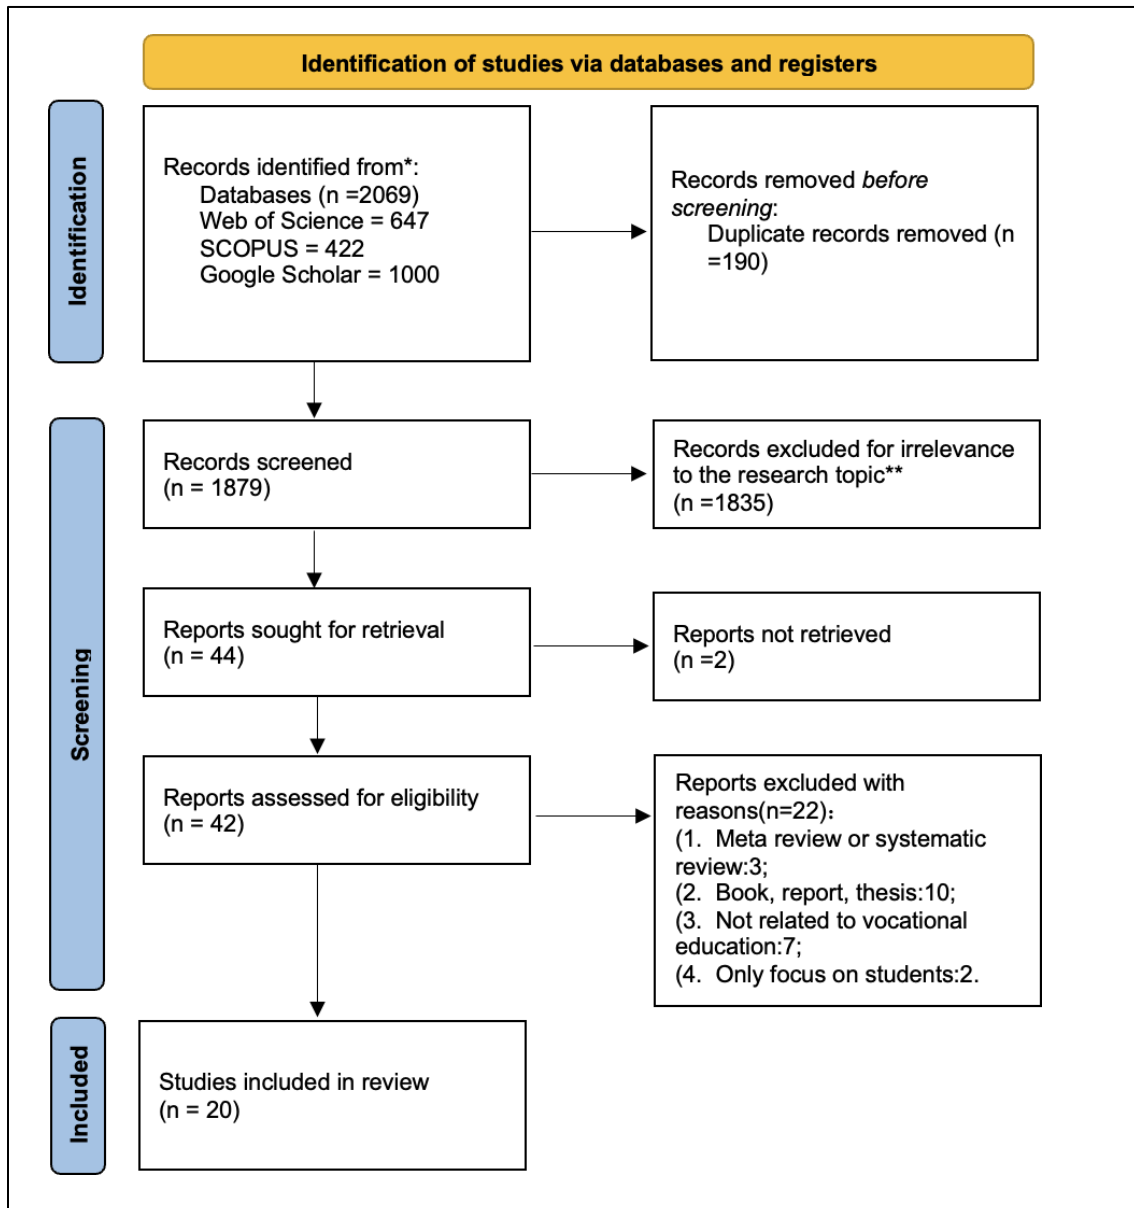 Identification of studies via databases and registers
Identification
Records identified from*:
Databases (n =2069)
Web of Science = 647
SCOPUS = 422
Google Scholar = 1000
Records removed before
screening:
Duplicate records removed (n
=190)
Screening
Records screened
(n = 1879)
Records excluded for irrelevance
to the research topic**
(n =1835)
Reports sought for retrieval
(n = 44)
Reports not retrieved
(n =2)
Reports assessed for eligibility
(n = 42)
Reports excluded with
reasons(n=22)：
(1. Meta review or systematic
review:3;
(2. Book, report, thesis:10;
(3. Not related to vocational
education:7;
(4. Only focus on students:2.
Included
Studies included in review
(n = 20)